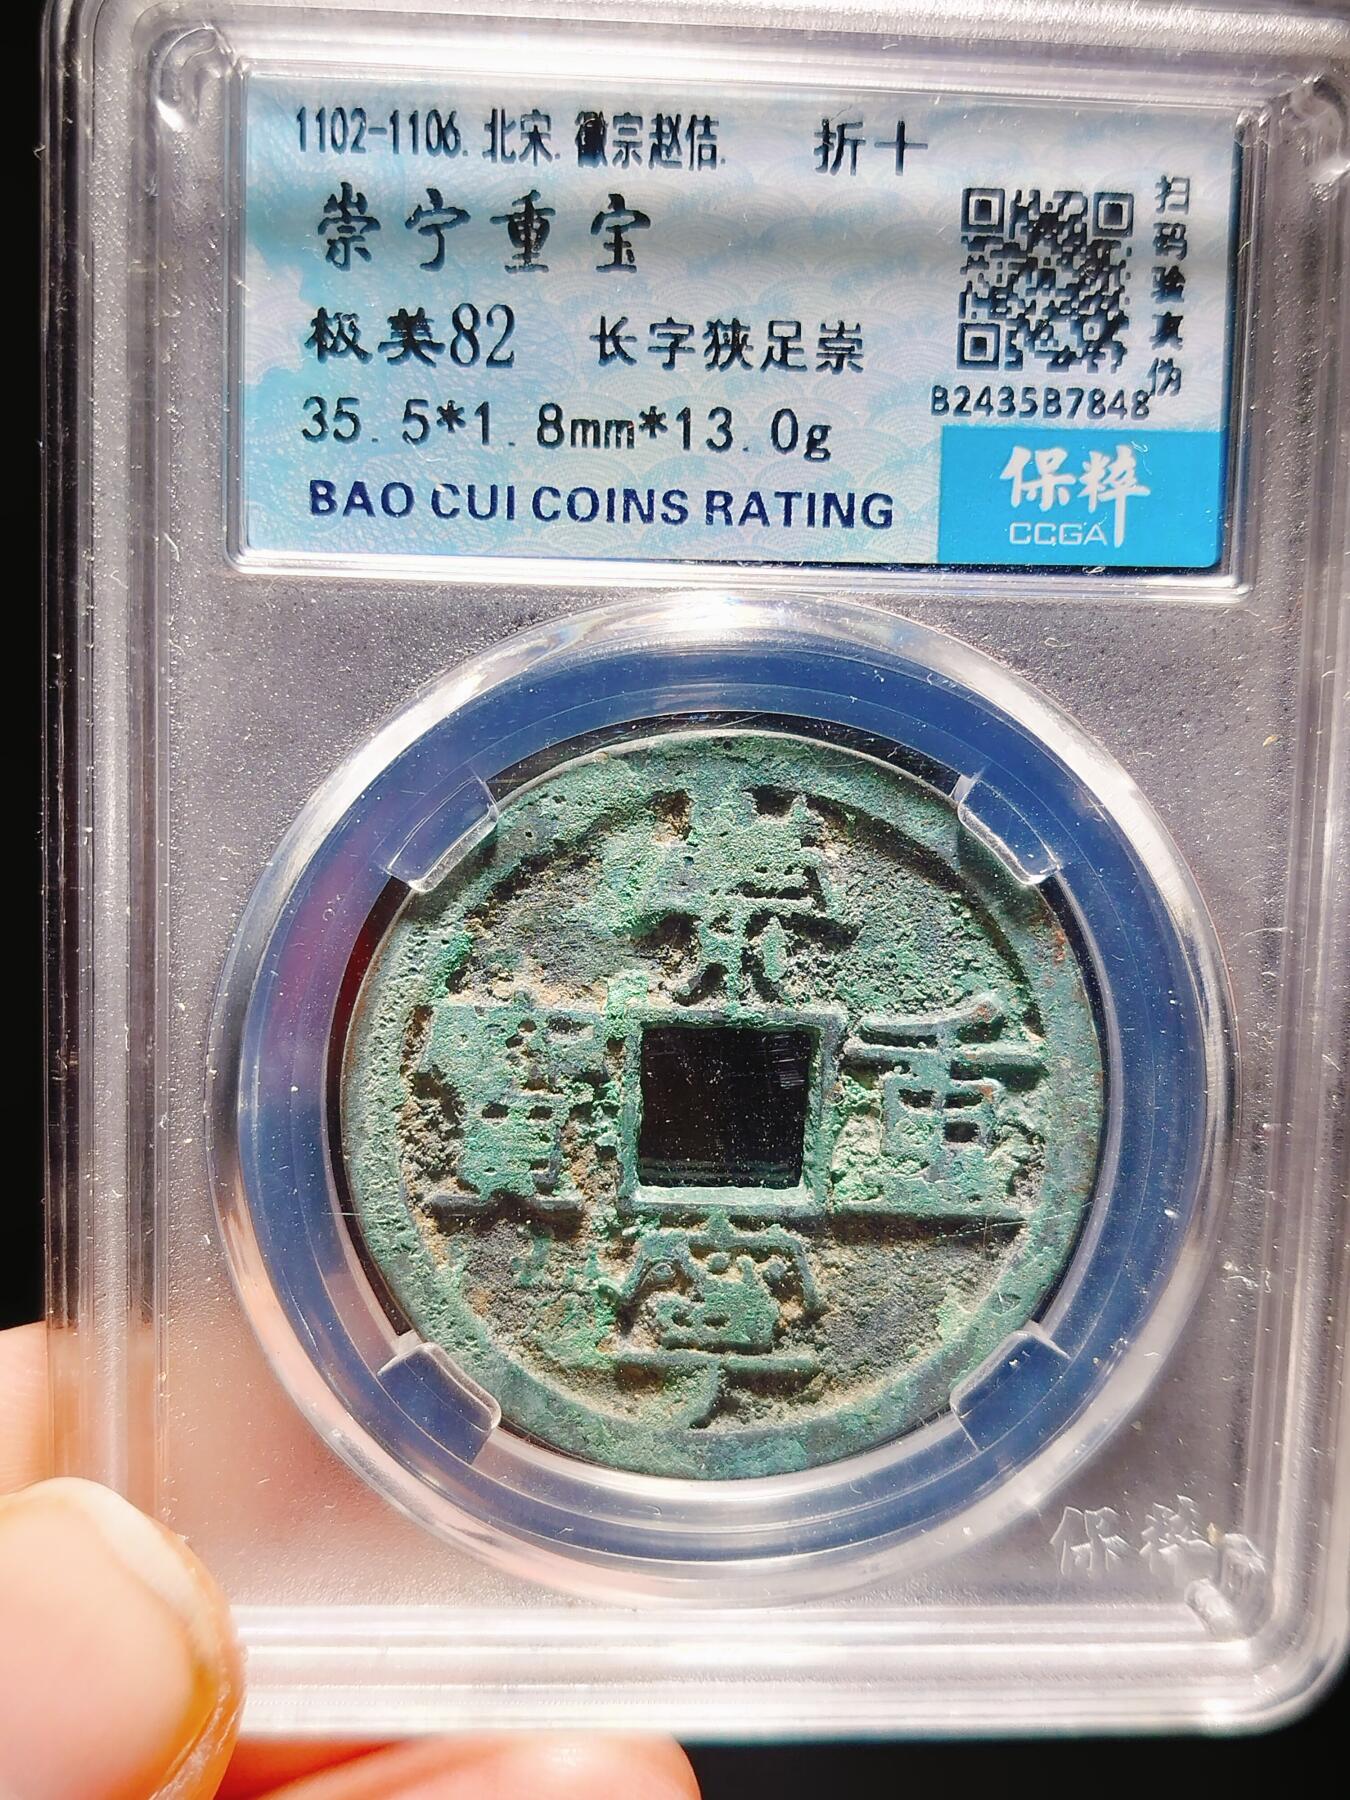 1102-1106. 北宋. 徽宗赵佶. 折十
崇宁重宝
极美82 长字狭足崇
35.5*1.8mm*13.0g
BAO CUI COINS RATING
扫码验真伪
B2435B7848
保粹
CCGA
崇
重
寳
寧
保粹